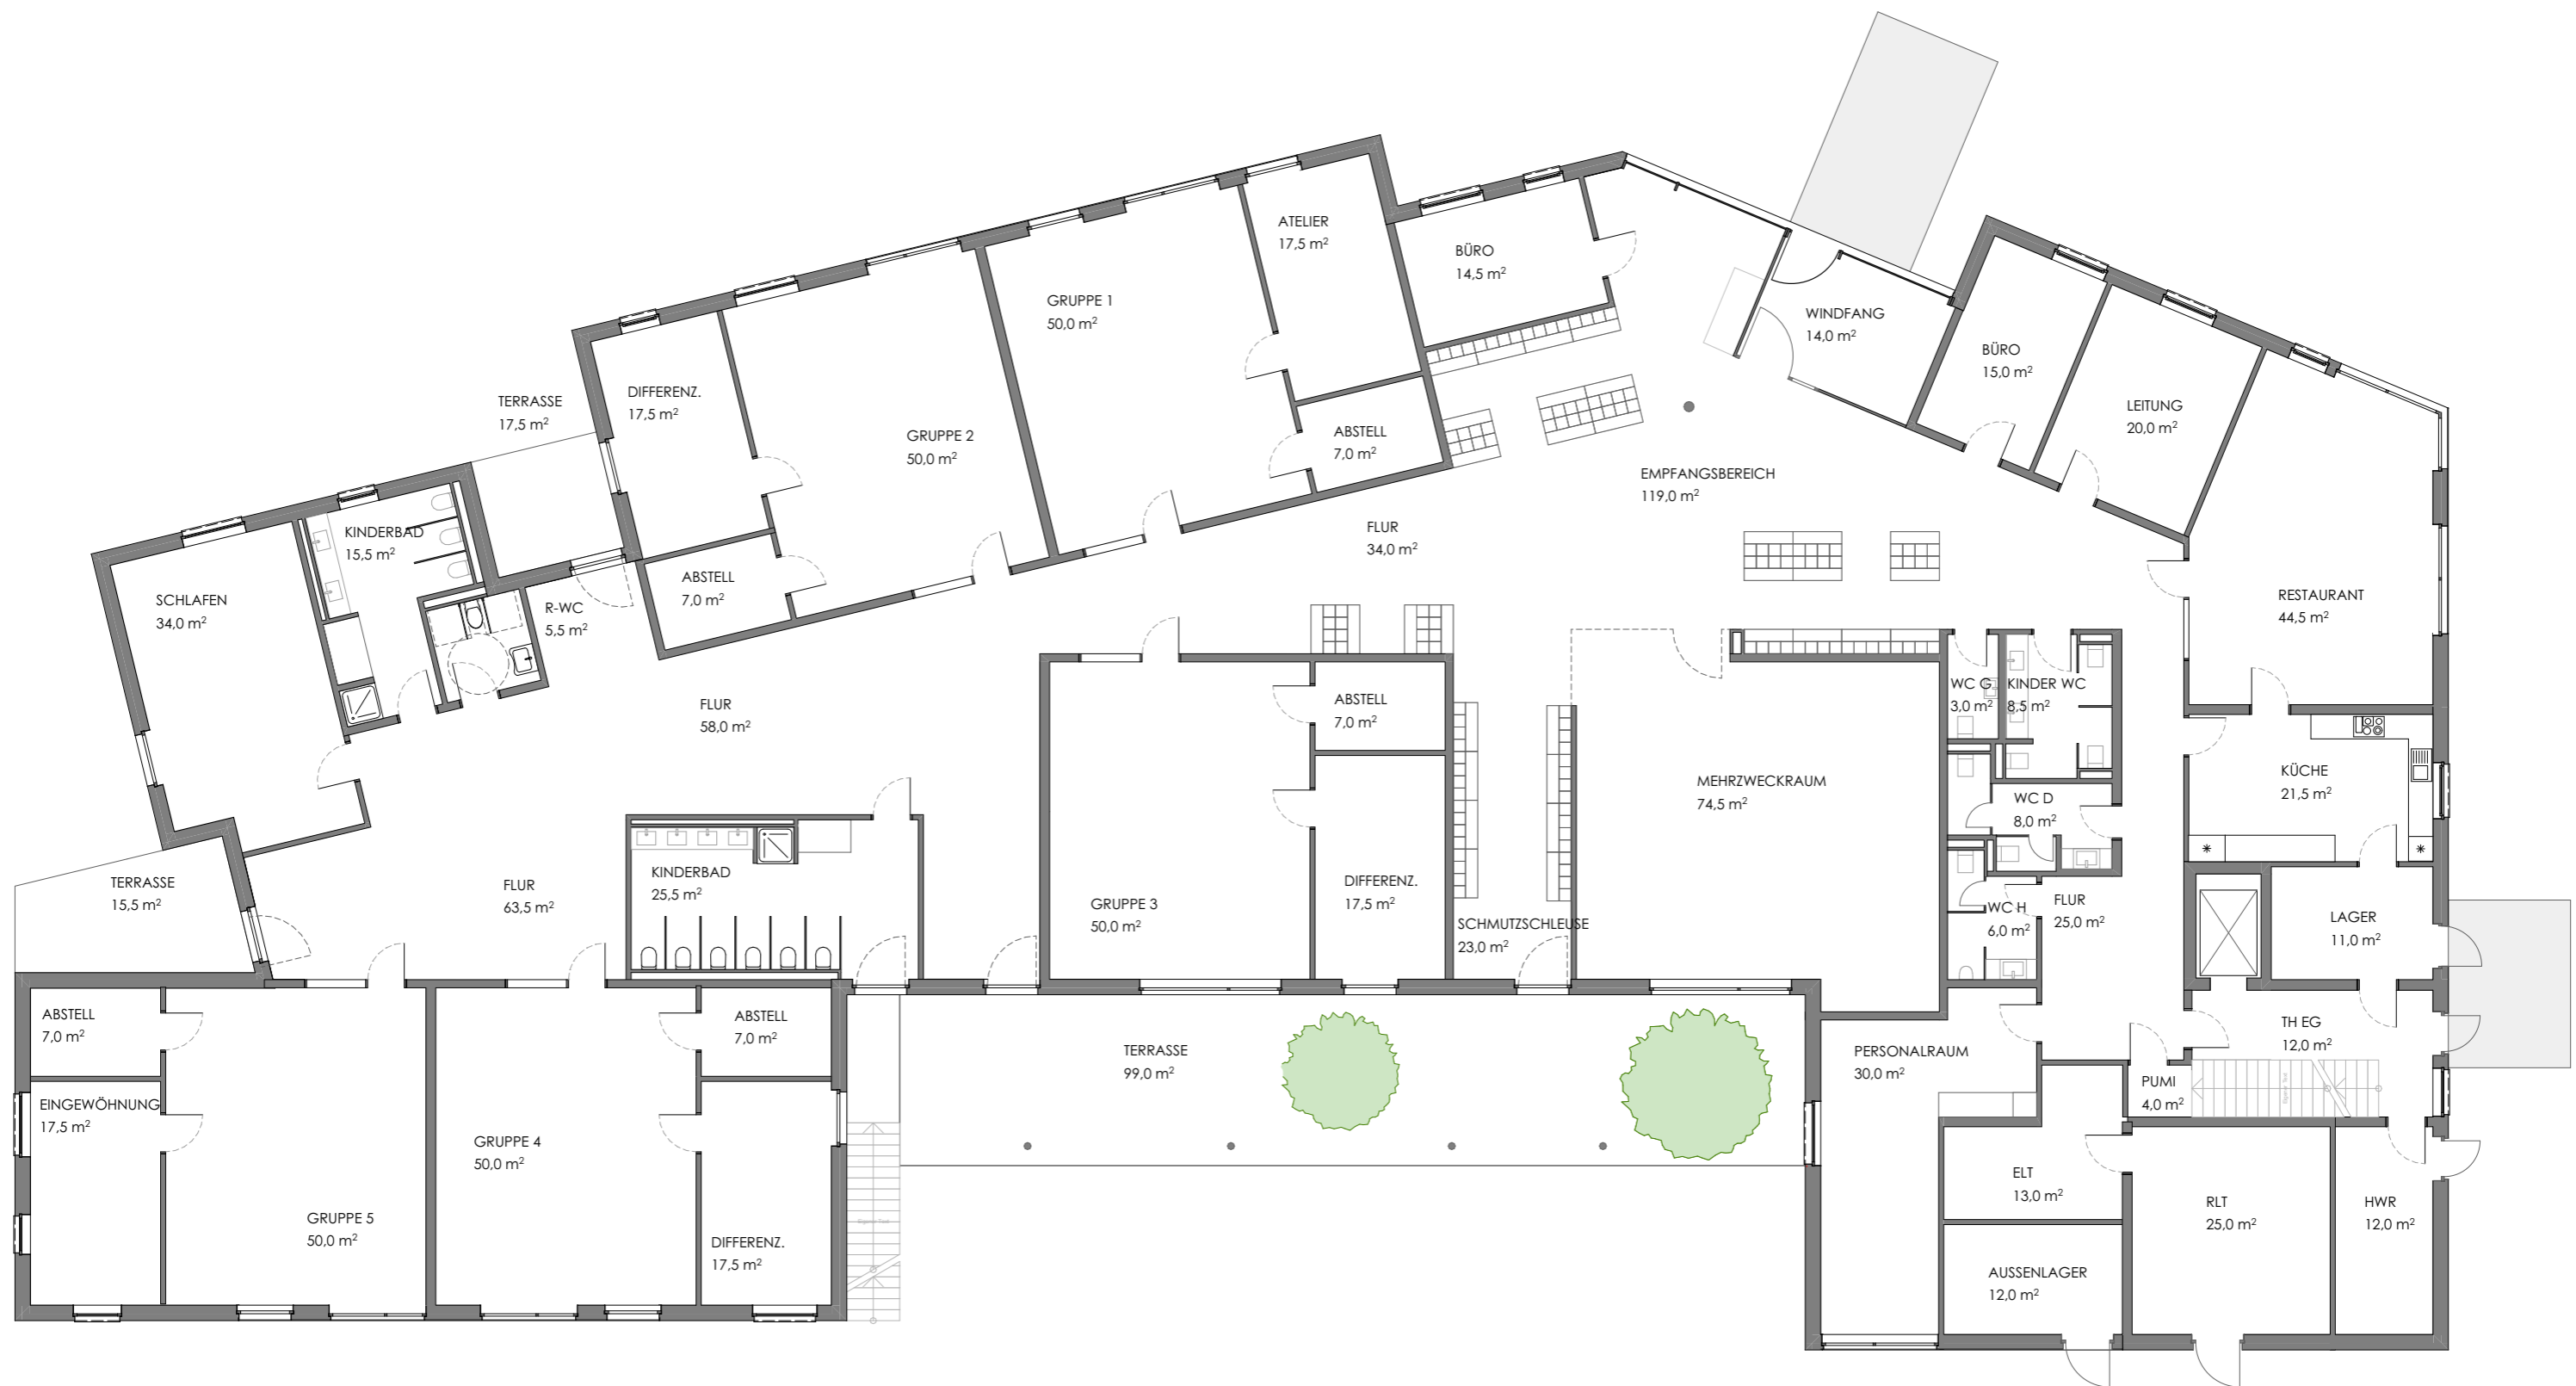 ATELIER
17,5 m²
BÜRO
14,5 m²
GRUPPE 1
50,0 m²
WINDFANG
14,0 m²
BÜRO
15,0 m²
DIFFERENZ.
17,5 m²
TERRASSE
17,5 m²
LEITUNG
20,0 m²
GRUPPE 2
50,0 m²
ABSTELL
7,0 m²
EMPFANGSBEREICH
119,0 m²
KINDERBAD
15,5 m²
FLUR
34,0 m²
ABSTELL
7,0 m²
SCHLAFEN
34,0 m²
R-WC
5,5 m²
RESTAURANT
44,5 m²
FLUR
58,0 m²
ABSTELL
7,0 m²
WC G
3,0 m²
KINDER WC
8,5 m²
MEHRZWECKRAUM
74,5 m²
KÜCHE
21,5 m²
WC D
8,0 m²
KINDERBAD
25,5 m²
TERRASSE
15,5 m²
FLUR
63,5 m²
DIFFERENZ.
17,5 m²
GRUPPE 3
50,0 m²
SCHMUTZSCHLEUSE
23,0 m²
WC H
6,0 m²
FLUR
25,0 m²
LAGER
11,0 m²
ABSTELL
7,0 m²
ABSTELL
7,0 m²
TERRASSE
99,0 m²
PERSONALRAUM
30,0 m²
TH EG
12,0 m²
PUMI
4,0 m²
EINGEWÖHNUNG
17,5 m²
GRUPPE 4
50,0 m²
ELT
13,0 m²
RLT
25,0 m²
HWR
12,0 m²
GRUPPE 5
50,0 m²
DIFFERENZ.
17,5 m²
AUSSENLAGER
12,0 m²